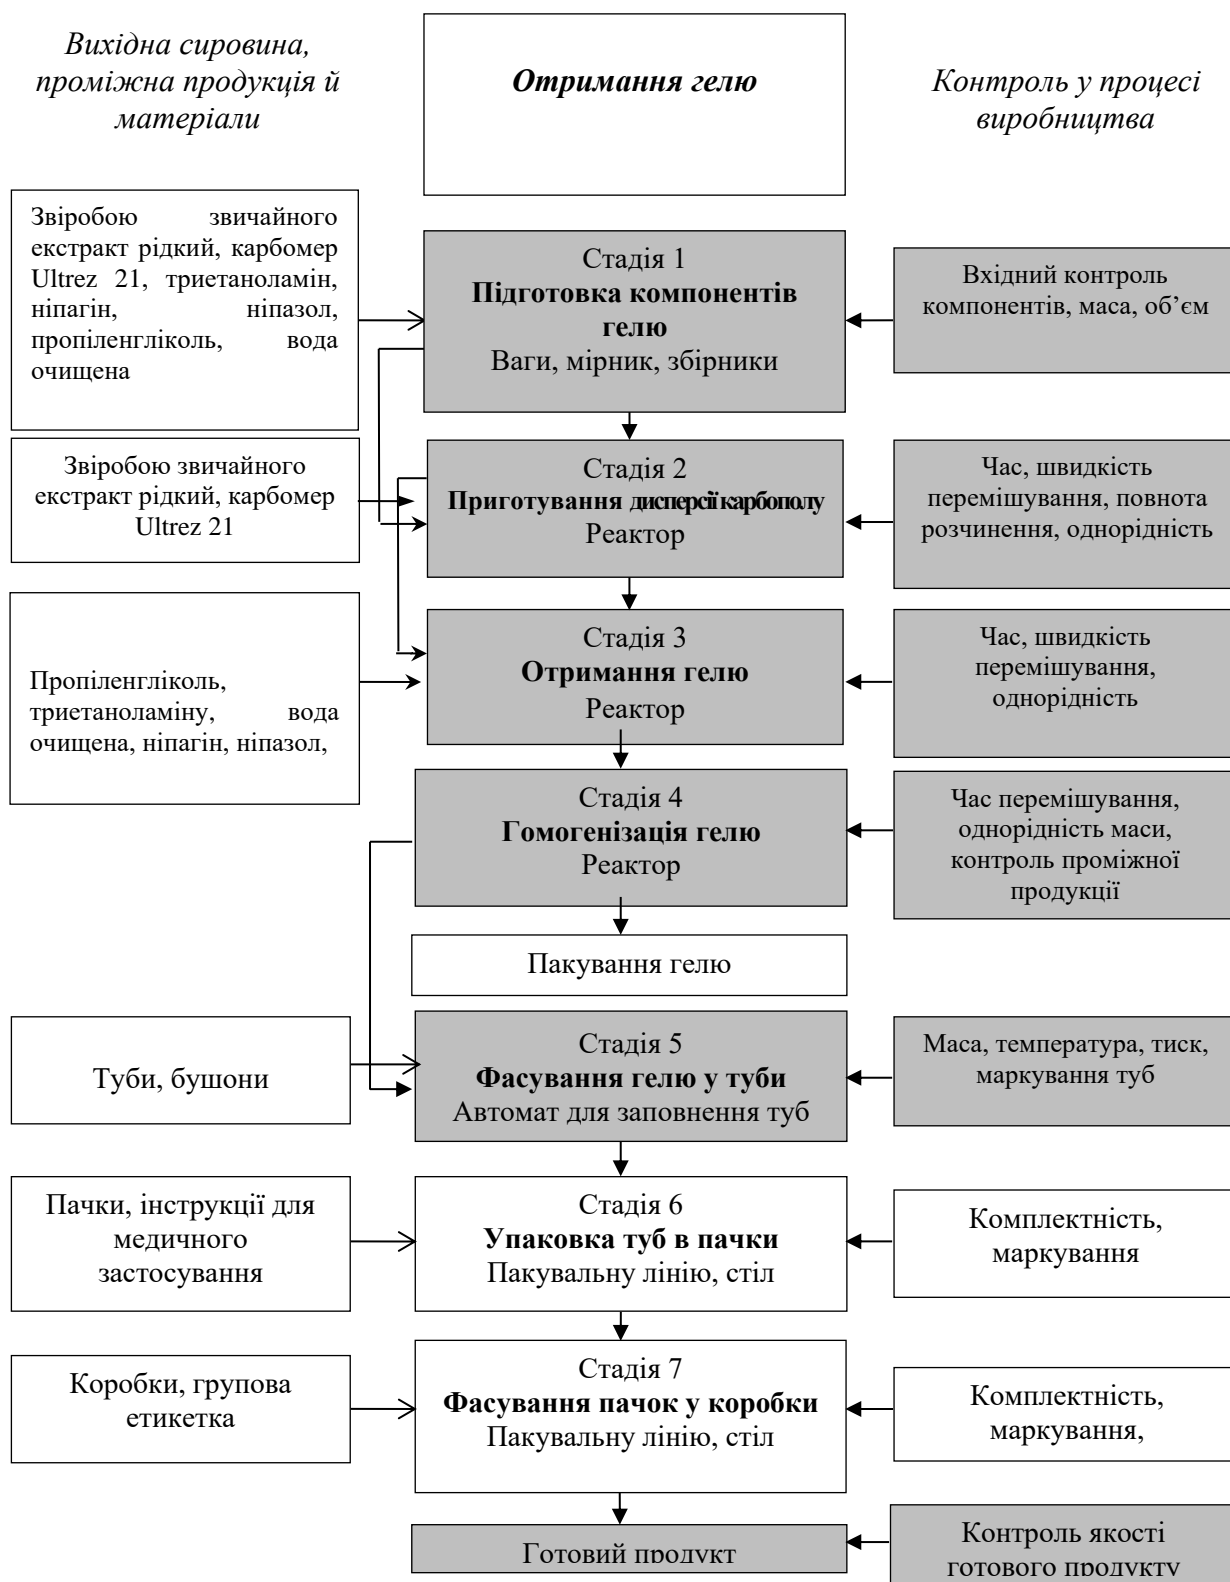 Вихідна сировина,
проміжна продукція й
матеріали
Отримання гелю
Контроль у процесі
виробництва
Звіробою звичайного
екстракт рідкий, карбомер
Ultrez 21, триетаноламін,
ніпагін, ніпазол,
пропіленгліколь, вода
очищена
Стадія 1
Підготовка компонентів
гелю
Ваги, мірник, збірники
Вхідний контроль
компонентів, маса, об’єм
Звіробою звичайного
екстракт рідкий, карбомер
Ultrez 21
Стадія 2
Приготування дисперсії карбополу
Реактор
Час, швидкість
перемішування, повнота
розчинення, однорідність
Пропіленгліколь,
триетаноламіну, вода
очищена, ніпагін, ніпазол,
Стадія 3
Отримання гелю
Реактор
Час, швидкість
перемішування,
однорідність
Стадія 4
Гомогенізація гелю
Реактор
Час перемішування,
однорідність маси,
контроль проміжної
продукції
Пакування гелю
Туби, бушони
Стадія 5
Фасування гелю у туби
Автомат для заповнення туб
Маса, температура, тиск,
маркування туб
Пачки, інструкції для
медичного
застосування
Стадія 6
Упаковка туб в пачки
Пакувальну лінію, стіл
Комплектність,
маркування
Коробки, групова
етикетка
Стадія 7
Фасування пачок у коробки
Пакувальну лінію, стіл
Комплектність,
маркування,
Готовий продукт
Контроль якості
готового продукту